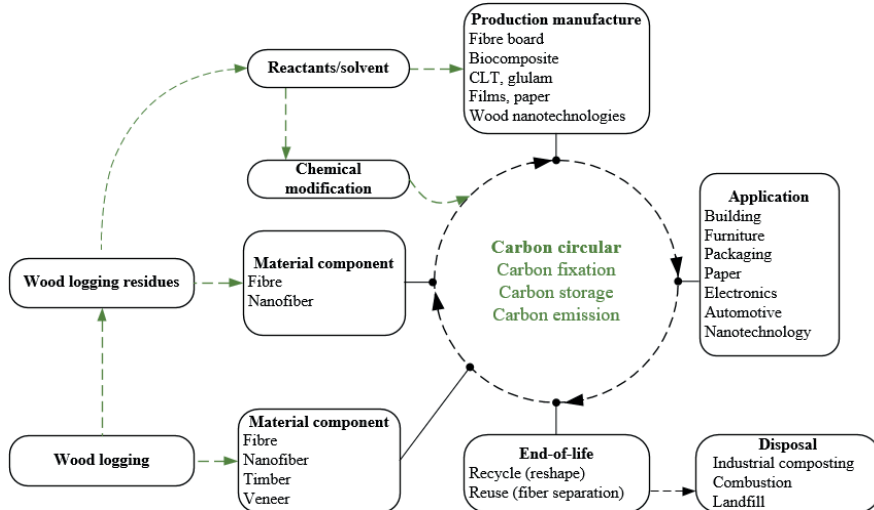 Production manufacture
Fibre board
Biocomposite
CLT, glulam
Films, paper
Wood nanotechnologies
Reactants/solvent
Chemical
modification
Application
Building
Furniture
Packaging
Paper
Electronics
Automotive
Nanotechnology
Carbon circular
Carbon fixation
Carbon storage
Carbon emission
Material component
Fibre
Nanofiber
Wood logging residues
Material component
Fibre
Nanofiber
Timber
Veneer
Wood logging
End-of-life
Recycle (reshape)
Reuse (fiber separation)
Disposal
Industrial composting
Combustion
Landfill